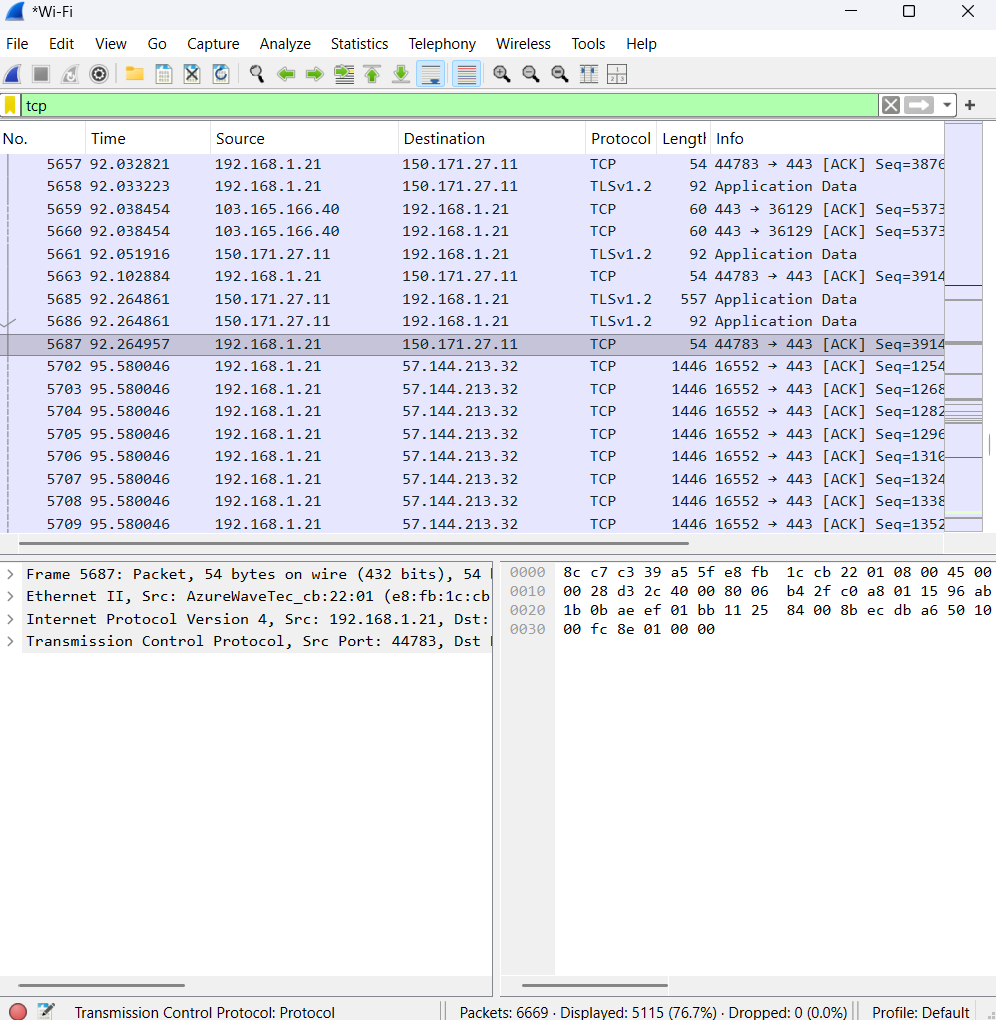 *Wi-Fi
File Edit View Go Capture Analyze Statistics Telephony Wireless Tools Help
tcp
No. Time Source Destination Protocol Length Info
5657 92.032821 192.168.1.21 150.171.27.11 TCP 54 44783 → 443 [ACK] Seq=3876
5658 92.033223 192.168.1.21 150.171.27.11 TLSv1.2 92 Application Data
5659 92.038454 103.165.166.40 192.168.1.21 TCP 60 443 → 36129 [ACK] Seq=5373
5660 92.038454 103.165.166.40 192.168.1.21 TCP 60 443 → 36129 [ACK] Seq=5373
5661 92.051916 150.171.27.11 192.168.1.21 TLSv1.2 92 Application Data
5663 92.102884 192.168.1.21 150.171.27.11 TCP 54 44783 → 443 [ACK] Seq=3914
5685 92.264861 150.171.27.11 192.168.1.21 TLSv1.2 557 Application Data
5686 92.264861 150.171.27.11 192.168.1.21 TLSv1.2 92 Application Data
5687 92.264957 192.168.1.21 150.171.27.11 TCP 54 44783 → 443 [ACK] Seq=3914
5702 95.580046 192.168.1.21 57.144.213.32 TCP 1446 16552 → 443 [ACK] Seq=1254
5703 95.580046 192.168.1.21 57.144.213.32 TCP 1446 16552 → 443 [ACK] Seq=1268
5704 95.580046 192.168.1.21 57.144.213.32 TCP 1446 16552 → 443 [ACK] Seq=1282
5705 95.580046 192.168.1.21 57.144.213.32 TCP 1446 16552 → 443 [ACK] Seq=1296
5706 95.580046 192.168.1.21 57.144.213.32 TCP 1446 16552 → 443 [ACK] Seq=1310
5707 95.580046 192.168.1.21 57.144.213.32 TCP 1446 16552 → 443 [ACK] Seq=1324
5708 95.580046 192.168.1.21 57.144.213.32 TCP 1446 16552 → 443 [ACK] Seq=1338
5709 95.580046 192.168.1.21 57.144.213.32 TCP 1446 16552 → 443 [ACK] Seq=1352
Frame 5687: Packet, 54 bytes on wire (432 bits), 54
Ethernet II, Src: AzureWaveTec_cb:22:01 (e8:fb:1c:cb
Internet Protocol Version 4, Src: 192.168.1.21, Dst:
Transmission Control Protocol, Src Port: 44783, Dst
0000 8c c7 c3 39 a5 5f e8 fb 1c cb 22 01 08 00 45 00
0010 00 28 d3 2c 40 00 80 06 b4 2f c0 a8 01 15 96 ab
0020 1b 0b ae ef 01 bb 11 25 84 00 8b ec db a6 50 10
0030 00 fc 8e 01 00 00
Transmission Control Protocol: Protocol
Packets: 6669 · Displayed: 5115 (76.7%) · Dropped: 0 (0.0%)
Profile: Default